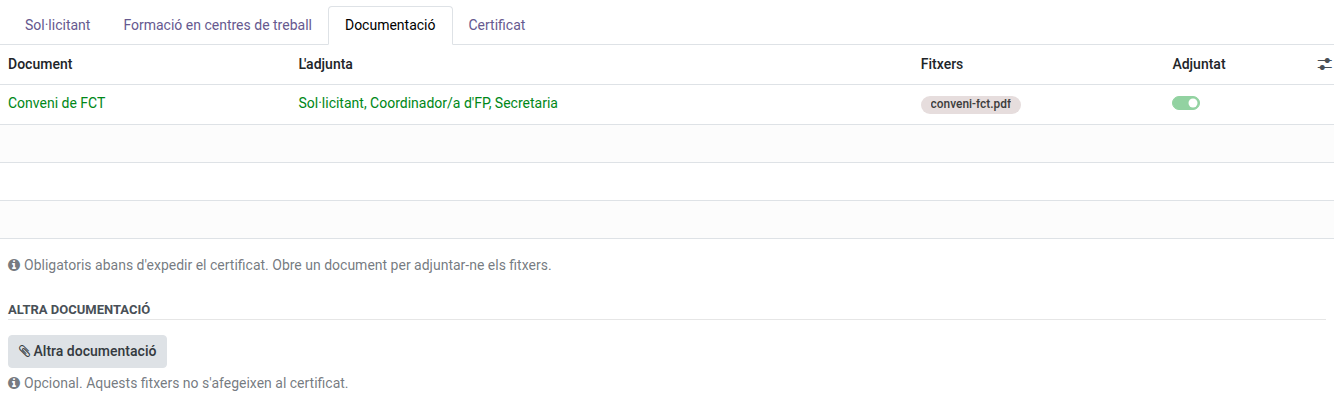 Sol·licitant Formació en centres de treball Documentació Certificat
Document L'adjunta Fitxers Adjuntat
Conveni de FCT Sol·licitant, Coordinador/a d'FP, Secretaria conveni-fct.pdf
Obligatoris abans d'expedir el certificat. Obre un document per adjuntar-ne els fitxers.
ALTRA DOCUMENTACIÓ
Altra documentació
Opcional. Aquests fitxers no s'afegeixen al certificat.